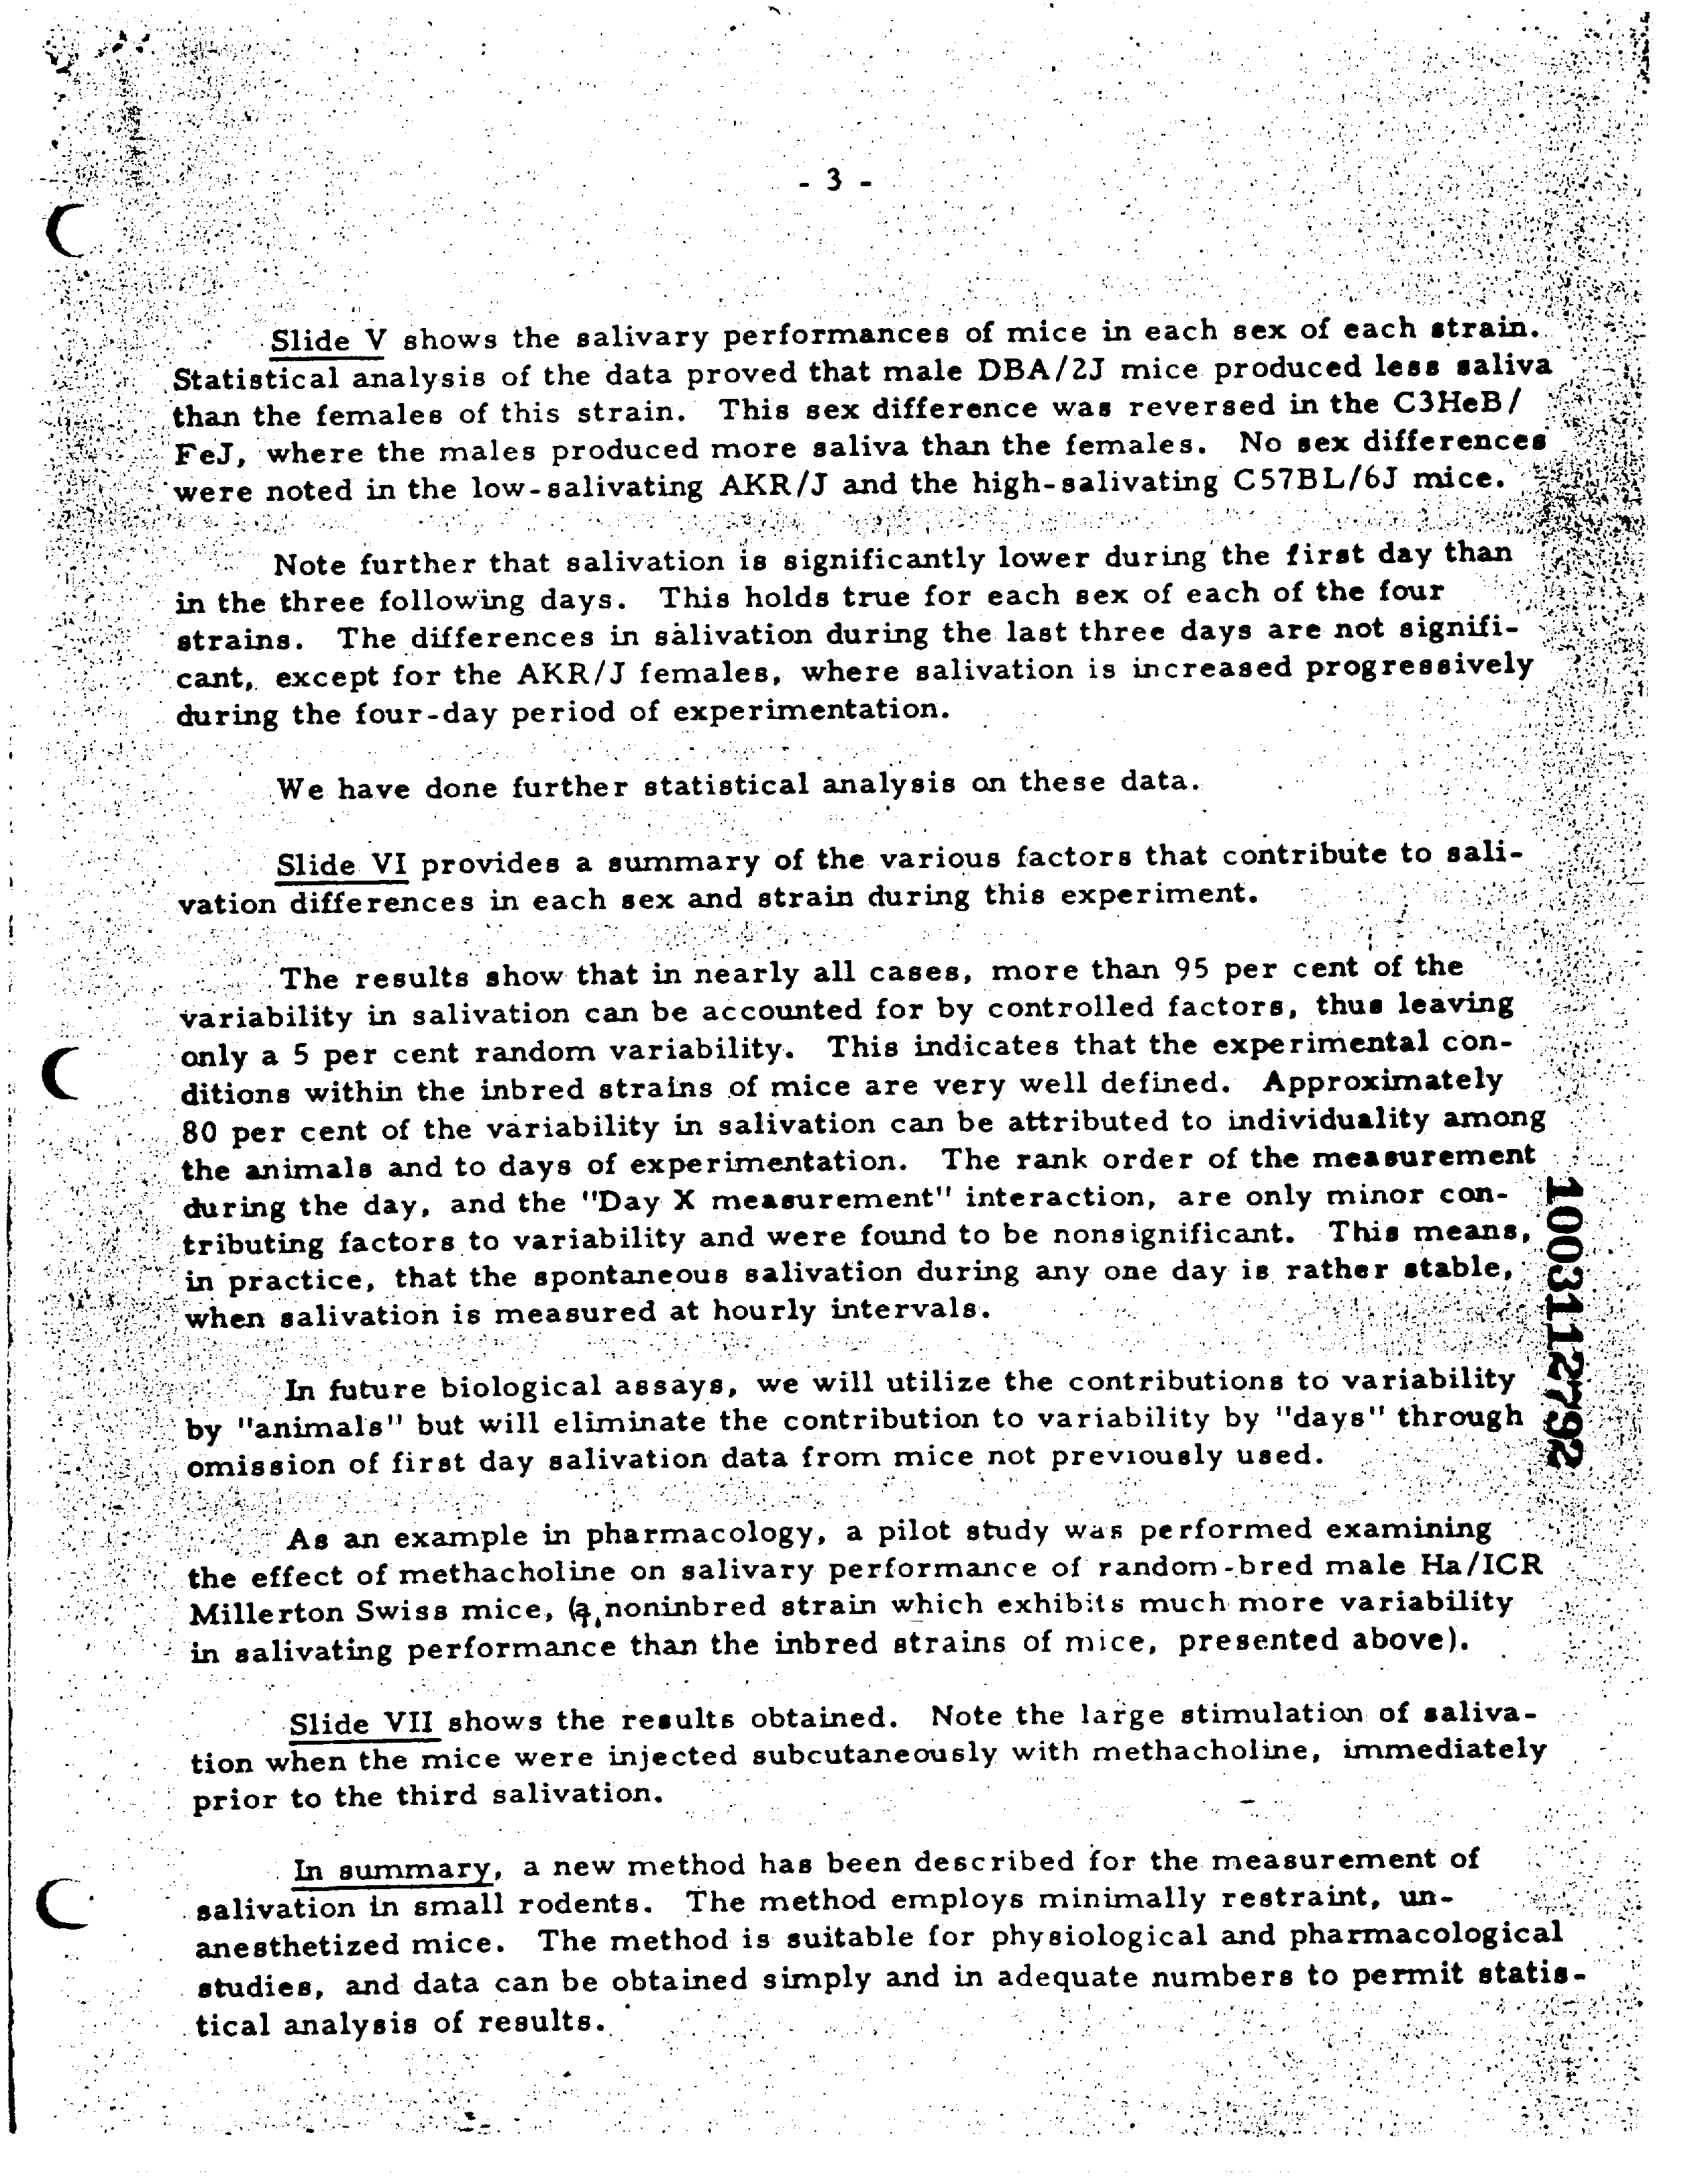 - 3 -
Slide V shows the salivary performances of mice in each sex of each strain.
Statistical analysis of the data proved that male DBA/2J mice produced less saliva
than the females of this strain. This sex difference was reversed in the C3HeB/
FeJ, where the males produced more saliva than the females. No sex differences
were noted in the low-salivating AKR/J and the high-salivating C57BL/6J mice.
Note further that salivation is significantly lower during the first day than
in the three following days. This holds true for each sex of each of the four
strains. The differences in salivation during the last three days are not signifi-
cant, except for the AKR/J females, where salivation is increased progressively
during the four-day period of experimentation.
We have done further statistical analysis on these data.
Slide VI provides a summary of the various factors that contribute to sali-
vation differences in each sex and strain during this experiment.
The results show that in nearly all cases, more than 95 per cent of the
variability in salivation can be accounted for by controlled factors, thus leaving
only a 5 per cent random variability. This indicates that the experimental con-
ditions within the inbred strains of mice are very well defined. Approximately
80 per cent of the variability in salivation can be attributed to individuality among
the animals and to days of experimentation. The rank order of the measurement
during the day, and the "Day X measurement" interaction, are only minor con-
tributing factors to variability and were found to be nonsignificant. This means,
in practice, that the spontaneous salivation during any one day is rather stable,
when salivation is measured at hourly intervals.
In future biological assays, we will utilize the contributions to variability
by "animals" but will eliminate the contribution to variability by "days" through
omission of first day salivation data from mice not previously used.
As an example in pharmacology, a pilot study was performed examining
the effect of methacholine on salivary performance of random-bred male Ha/ICR
Millerton Swiss mice, (a noninbred strain which exhibits much more variability
in salivating performance than the inbred strains of mice, presented above).
Slide VII shows the results obtained. Note the large stimulation of saliva-
tion when the mice were injected subcutaneously with methacholine, immediately
prior to the third salivation.
In summary, a new method has been described for the measurement of
salivation in small rodents. The method employs minimally restraint, un-
anesthetized mice. The method is suitable for physiological and pharmacological
studies, and data can be obtained simply and in adequate numbers to permit statis-
tical analysis of results.
1003112792